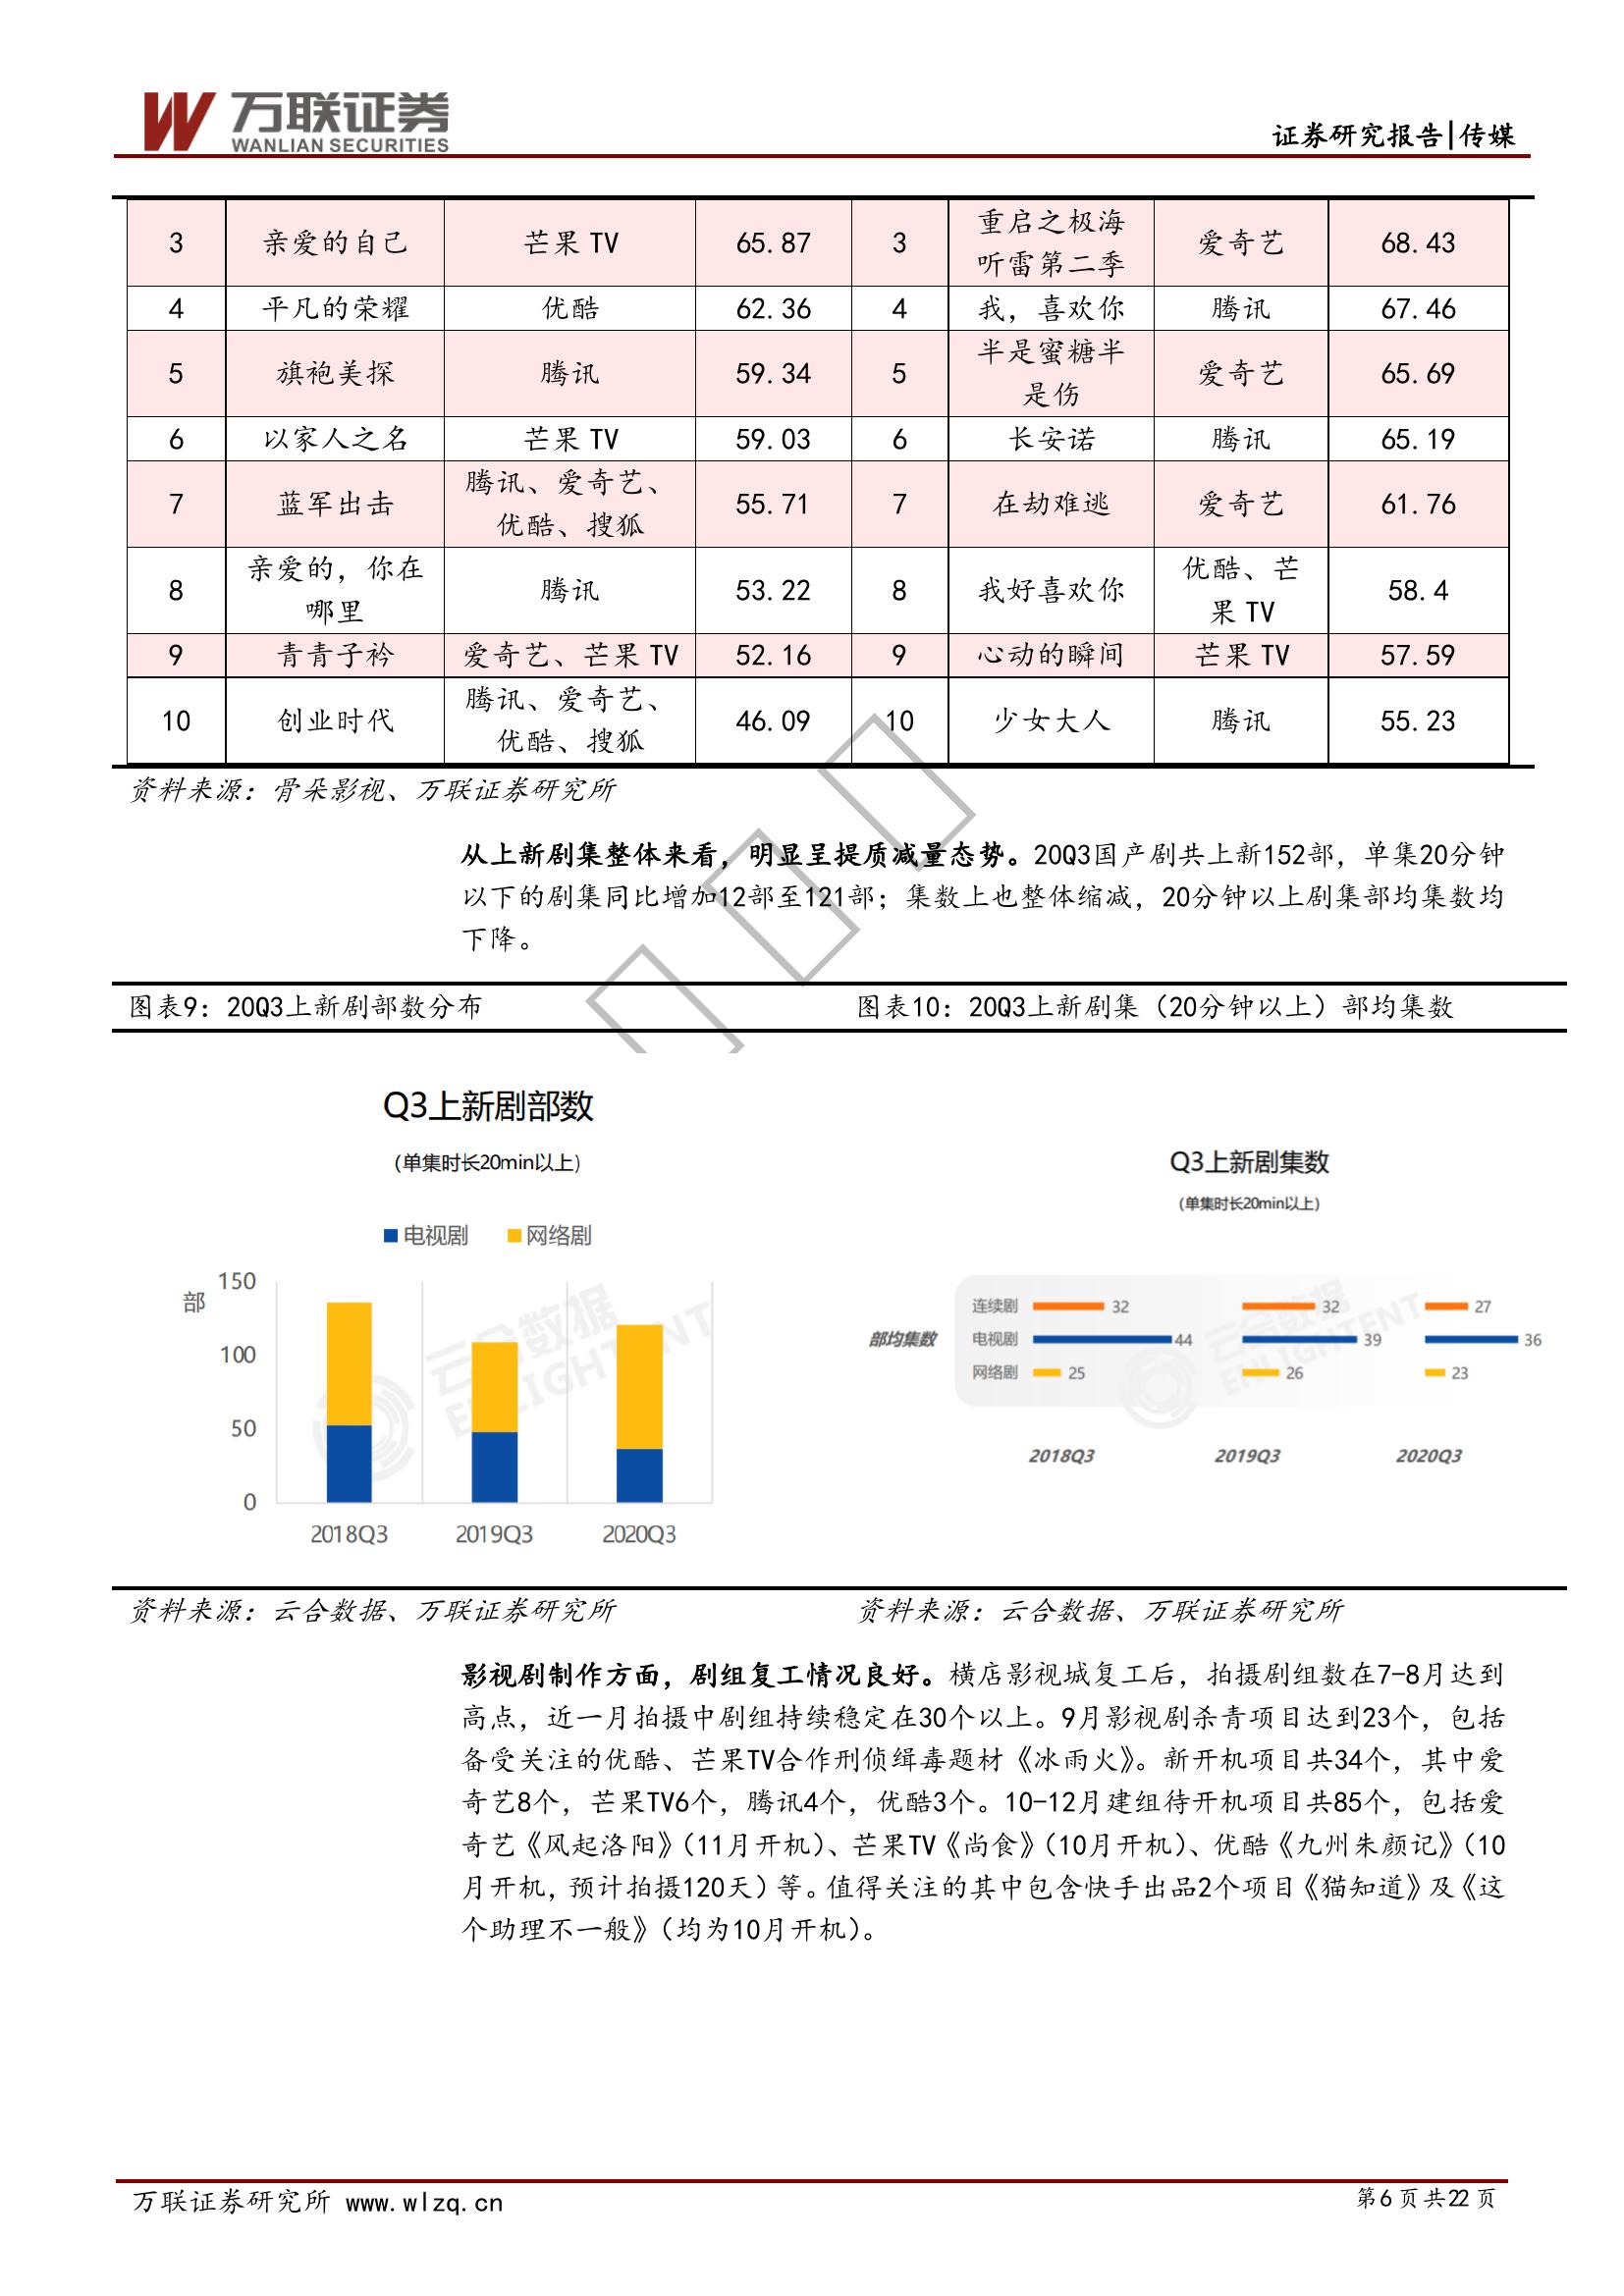 万联证券
WANLIAN SECURITIES
证券研究报告|传媒
3 亲爱的自己 芒果 TV 65.87 3 重启之极海听雷第二季 爱奇艺 68.43
4 平凡的荣耀 优酷 62.36 4 我，喜欢你 腾讯 67.46
5 旗袍美探 腾讯 59.34 5 半是蜜糖半是伤 爱奇艺 65.69
6 以家人之名 芒果 TV 59.03 6 长安诺 腾讯 65.19
7 蓝军出击 腾讯、爱奇艺、优酷、搜狐 55.71 7 在劫难逃 爱奇艺 61.76
8 亲爱的，你在哪里 腾讯 53.22 8 我好喜欢你 优酷、芒果 TV 58.4
9 青青子衿 爱奇艺、芒果 TV 52.16 9 心动的瞬间 芒果 TV 57.59
10 创业时代 腾讯、爱奇艺、优酷、搜狐 46.09 10 少女大人 腾讯 55.23
资料来源：骨朵影视、万联证券研究所
从上新剧集整体来看，明显呈提质减量态势。20Q3国产剧共上新152部，单集20分钟
以下的剧集同比增加12部至121部；集数上也整体缩减，20分钟以上剧集部均集数均
下降。
图表9：20Q3上新剧部数分布
图表10：20Q3上新剧集（20分钟以上）部均集数
Q3上新剧部数
（单集时长20min以上）
电视剧 网络剧
部
150
100
50
0
2018Q3 2019Q3 2020Q3
云合数据
ENLIGHTENT
Q3上新剧集数
（单集时长20min以上）
部均集数
连续剧 32 32 27
电视剧 44 39 36
网络剧 25 26 23
云合数据
ENLIGHTENT
2018Q3 2019Q3 2020Q3
资料来源：云合数据、万联证券研究所
资料来源：云合数据、万联证券研究所
影视剧制作方面，剧组复工情况良好。横店影视城复工后，拍摄剧组数在7-8月达到
高点，近一月拍摄中剧组持续稳定在30个以上。9月影视剧杀青项目达到23个，包括
备受关注的优酷、芒果TV合作刑侦缉毒题材《冰雨火》。新开机项目共34个，其中爱
奇艺8个，芒果TV6个，腾讯4个，优酷3个。10-12月建组待开机项目共85个，包括爱
奇艺《风起洛阳》（11月开机）、芒果TV《尚食》（10月开机）、优酷《九州朱颜记》（10
月开机，预计拍摄120天）等。值得关注的其中包含快手出品2个项目《猫知道》及《这
个助理不一般》（均为10月开机）。
万联证券研究所 www.wlzq.cn
第6页共22页